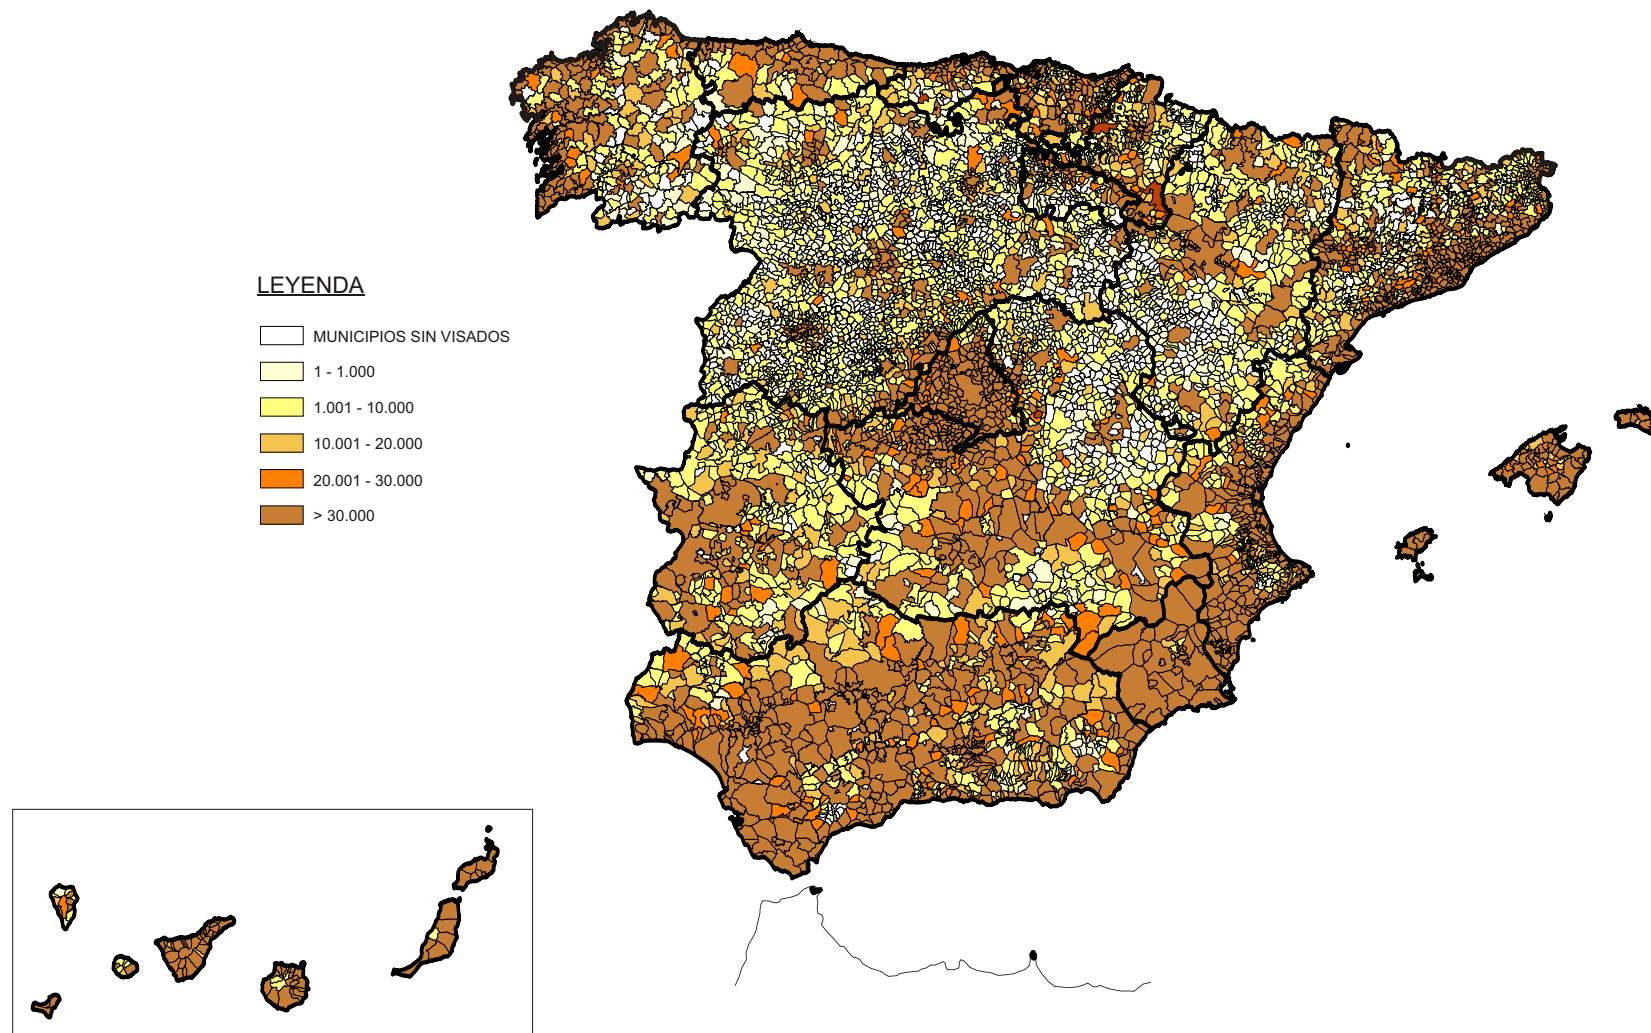 LEYENDA
MUNICIPIOS SIN VISADOS
1 - 1.000
1.001 - 10.000
10.001 - 20.000
20.001 - 30.000
> 30.000